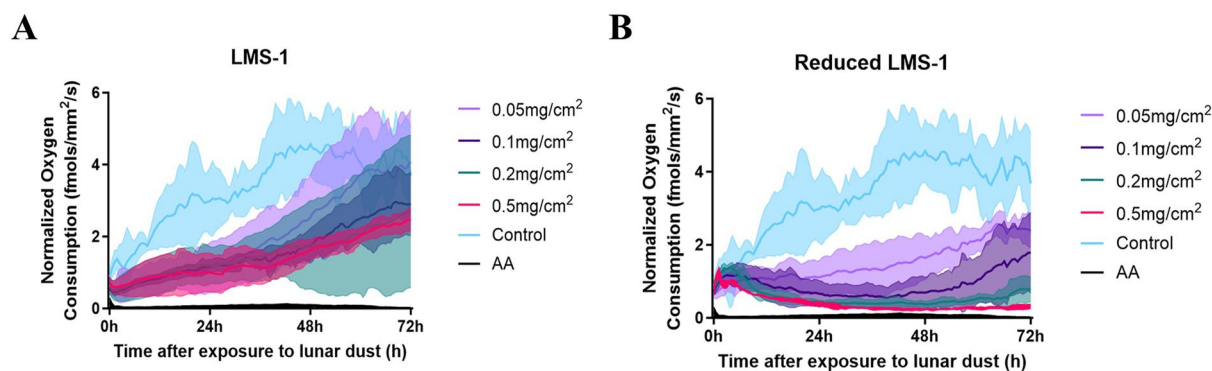 A
LMS-1
Normalized Oxygen
Consumption (fmols/mm²/s)
6
4
2
0
0h 24h 48h 72h
Time after exposure to lunar dust (h)
0.05mg/cm²
0.1mg/cm²
0.2mg/cm²
0.5mg/cm²
Control
AA
B
Reduced LMS-1
Normalized Oxygen
Consumption (fmols/mm²/s)
6
4
2
0
0h 24h 48h 72h
Time after exposure to lunar dust (h)
0.05mg/cm²
0.1mg/cm²
0.2mg/cm²
0.5mg/cm²
Control
AA